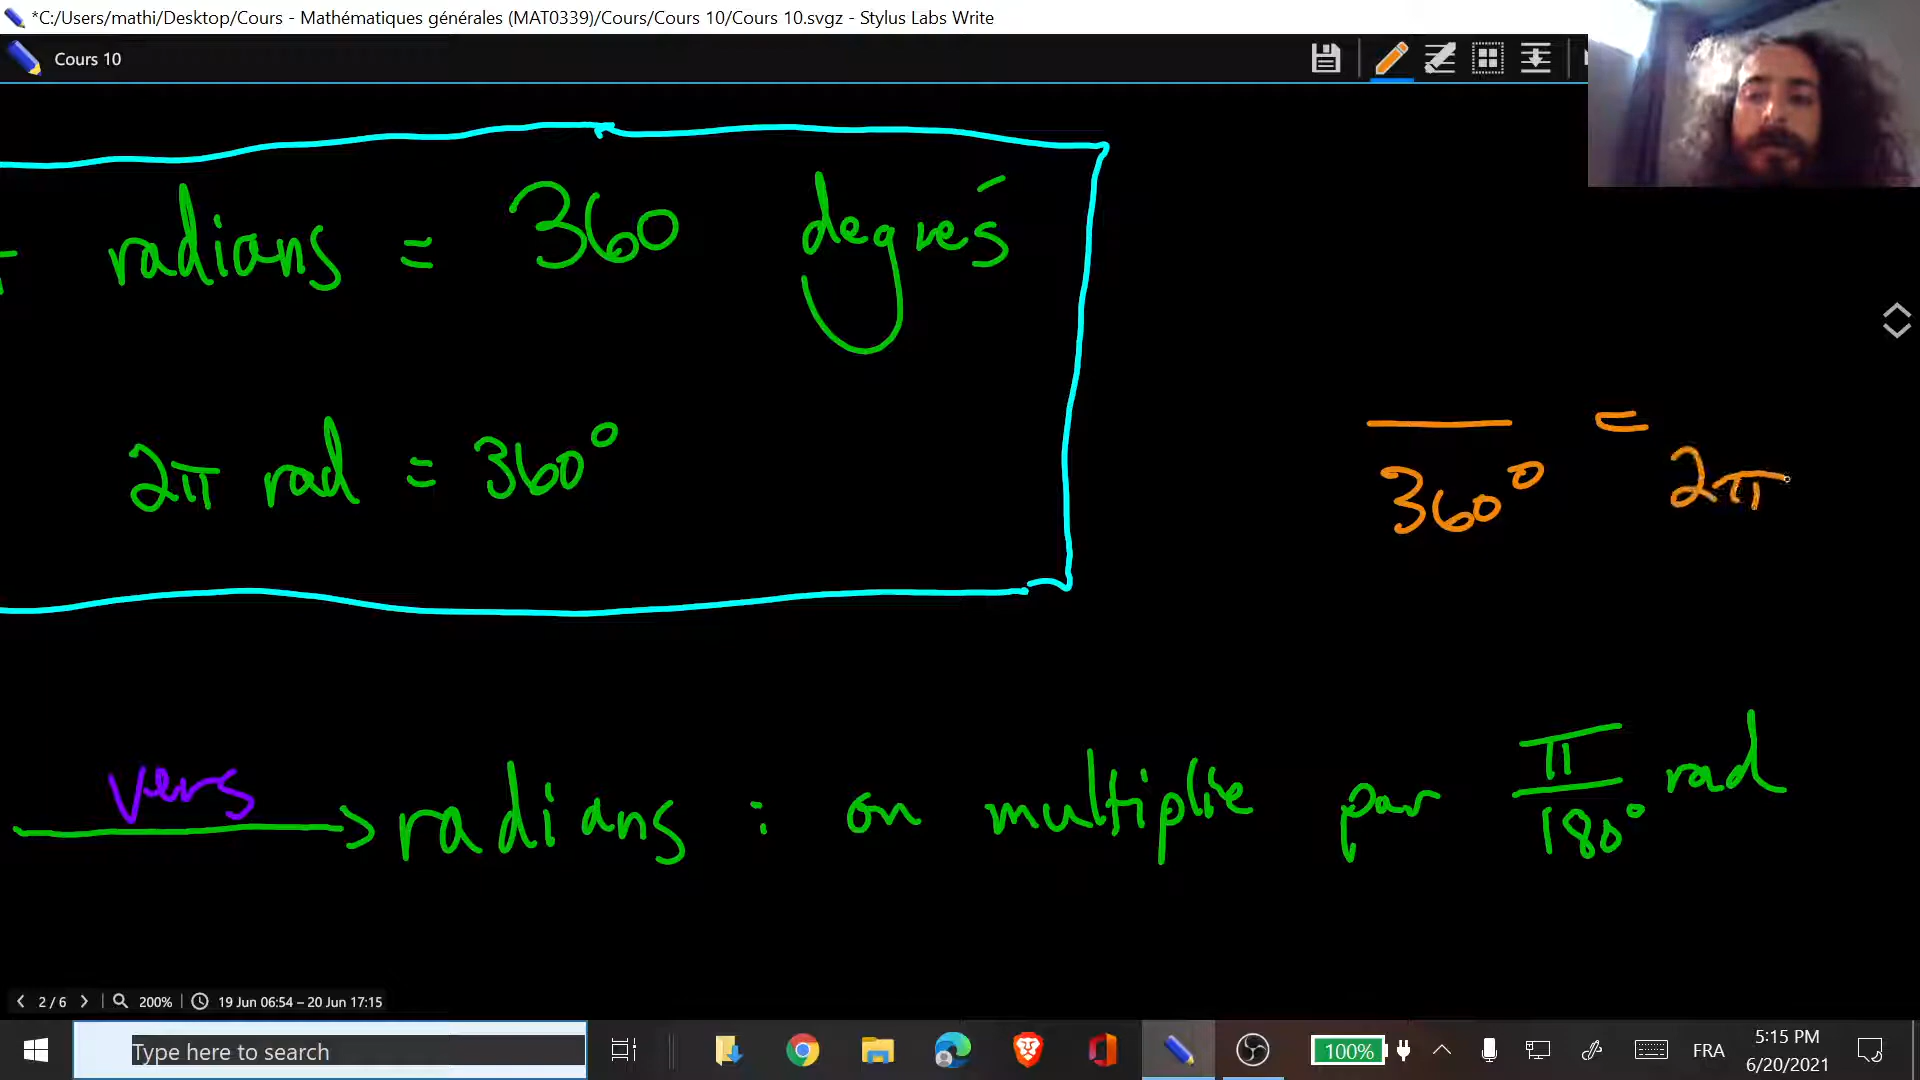 *C:/Users/mathi/Desktop/Cours - Mathématiques générales (MAT0339)/Cours/Cours 10/Cours 10.svgz - Stylus Labs Write
Cours 10
radians = 360 degrés
2π rad = 360°
360° = 2π
vers
radians : on multiplie par π/180° rad
2 / 6
200%
19 Jun 06:54 – 20 Jun 17:15
Type here to search
100%
FRA
5:15 PM
6/20/2021